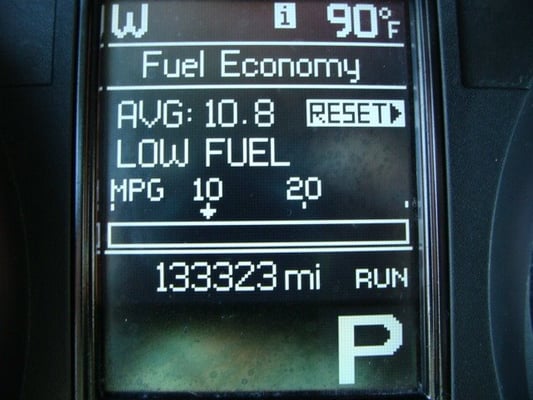 W i 90°F
Fuel Economy
AVG: 10.8 RESET
LOW FUEL
MPG 10 20
133323 mi RUN
P